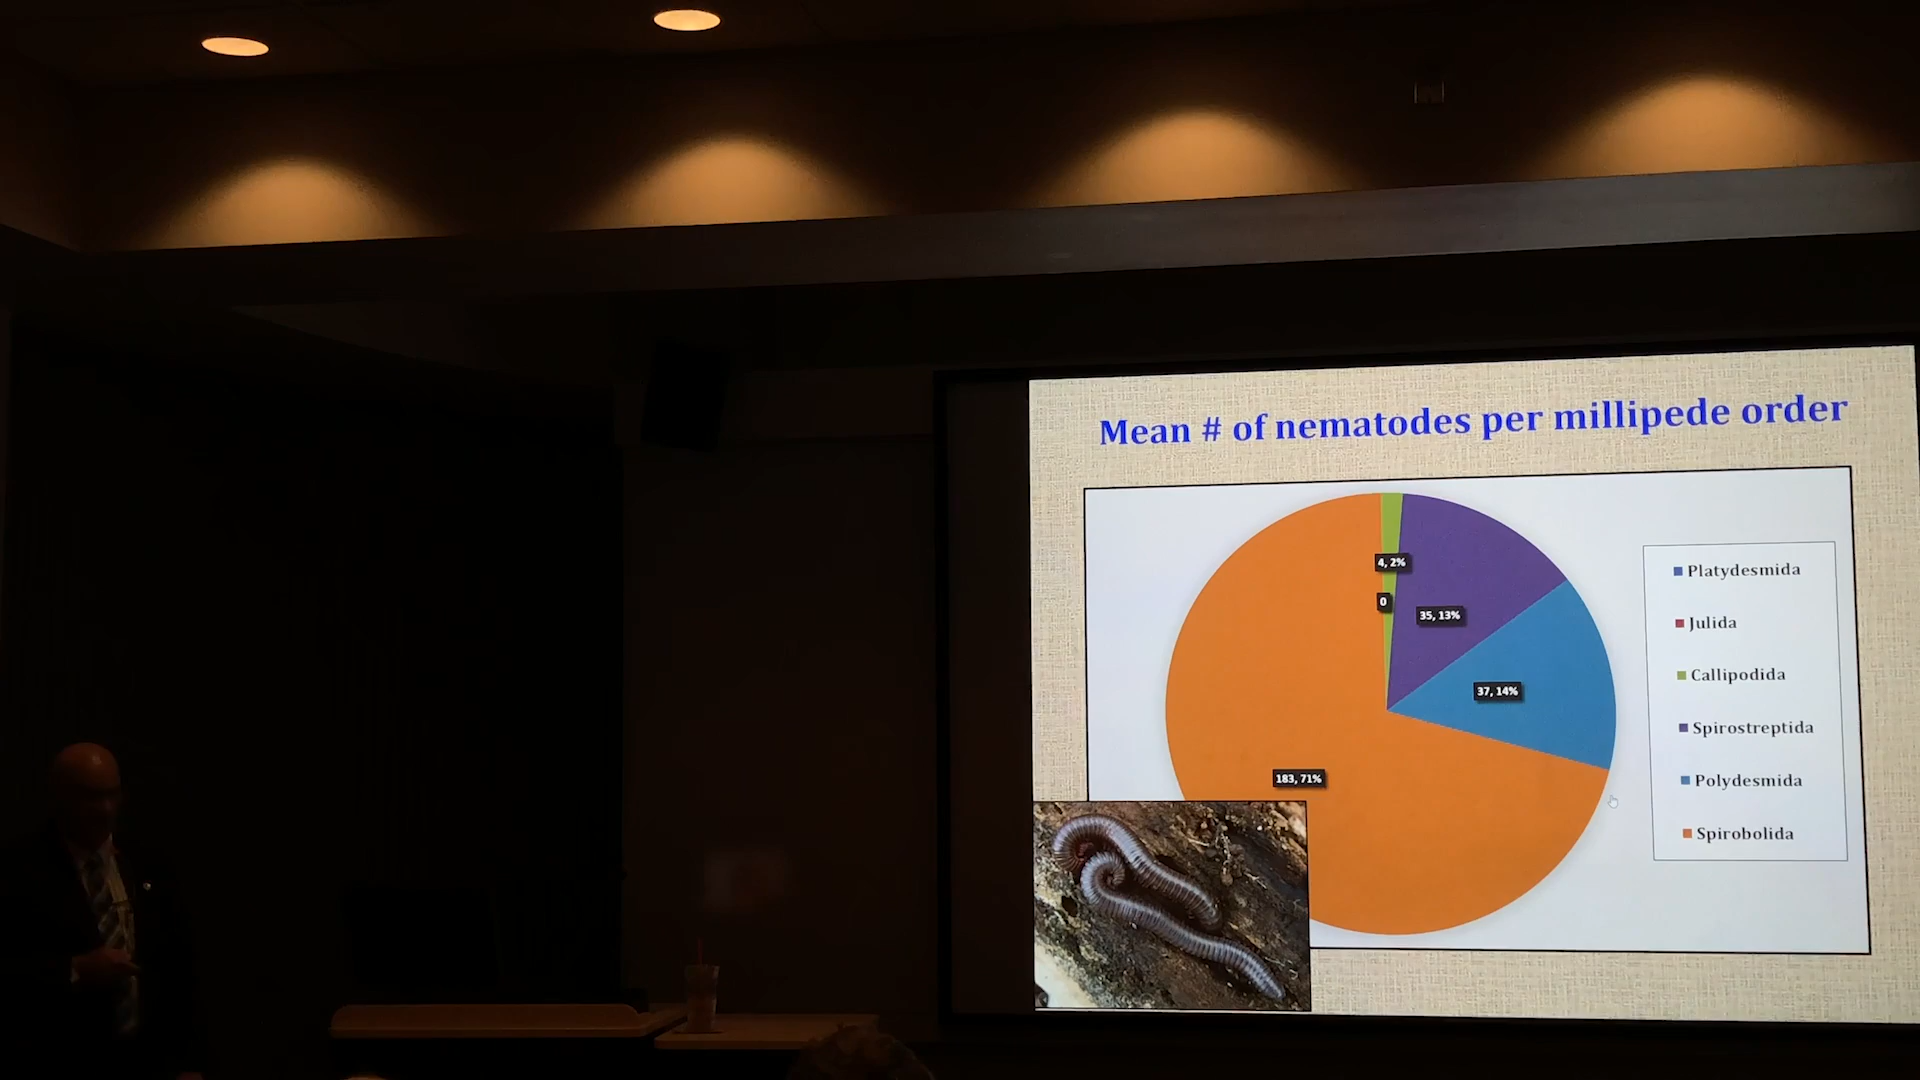 Mean # of nematodes per millipede order
4, 2%
0
35, 13%
37, 14%
183, 71%
Platydesmida
Julida
Callipodida
Spirostreptida
Polydesmida
Spirobolida